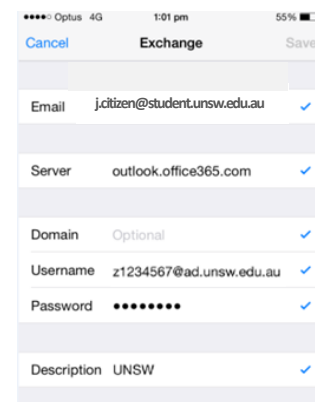 Optus 4G 1:01 pm 55%
Cancel Exchange Save
Email j.citizen@student.unsw.edu.au
Server outlook.office365.com
Domain Optional
Username z1234567@ad.unsw.edu.au
Password ••••••••
Description UNSW